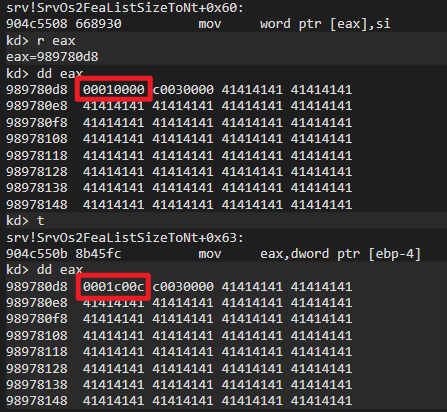 srv!SrvOs2FeaListSizeToNt+0x60:
904c5508 668930 mov word ptr [eax],si
kd> r eax
eax=989780d8
kd> dd eax
989780d8 00010000 c0030000 41414141 41414141
989780e8 41414141 41414141 41414141 41414141
989780f8 41414141 41414141 41414141 41414141
98978108 41414141 41414141 41414141 41414141
98978118 41414141 41414141 41414141 41414141
98978128 41414141 41414141 41414141 41414141
98978138 41414141 41414141 41414141 41414141
98978148 41414141 41414141 41414141 41414141
kd> t
srv!SrvOs2FeaListSizeToNt+0x63:
904c550b 8b45fc mov eax,dword ptr [ebp-4]
kd> dd eax
989780d8 0001c00c c0030000 41414141 41414141
989780e8 41414141 41414141 41414141 41414141
989780f8 41414141 41414141 41414141 41414141
98978108 41414141 41414141 41414141 41414141
98978118 41414141 41414141 41414141 41414141
98978128 41414141 41414141 41414141 41414141
98978138 41414141 41414141 41414141 41414141
98978148 41414141 41414141 41414141 41414141